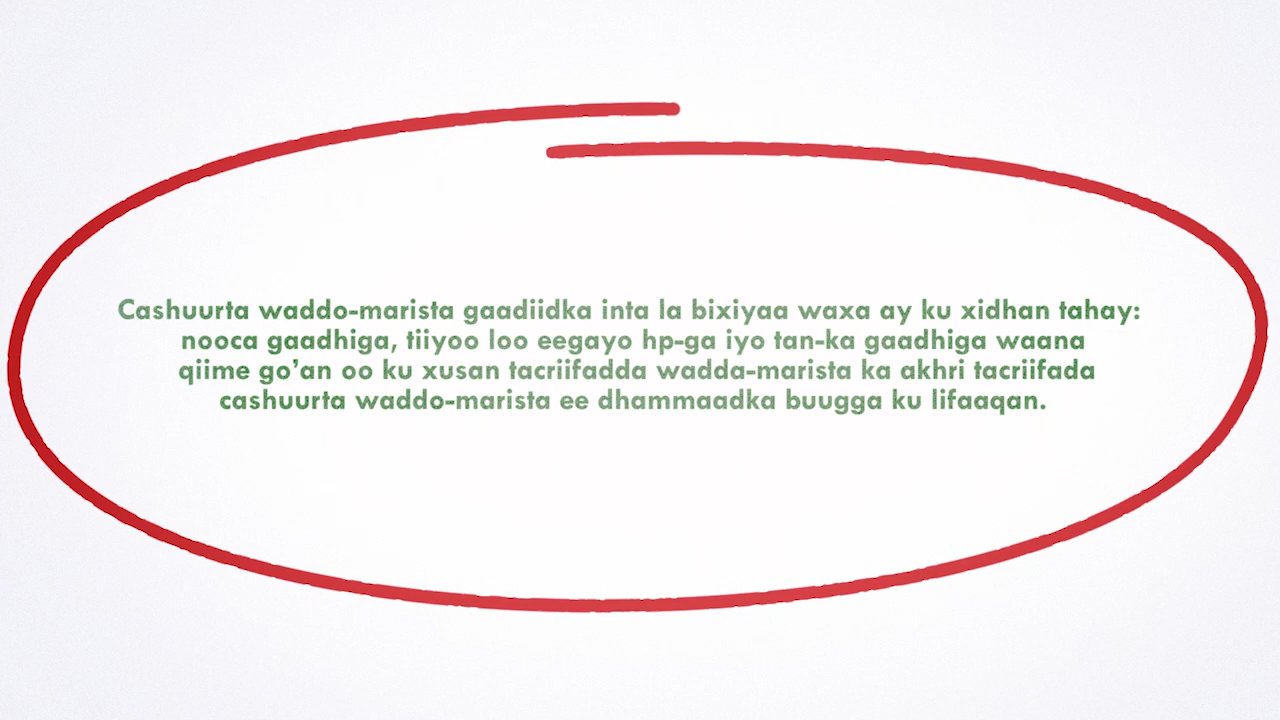 Cashuurta waddo-marista gaadiidka inta la bixiyaa waxa ay ku xidhan tahay:
nooca gaadhiga, tiiyoo loo eegayo hp-ga iyo tan-ka gaadhiga waana
qiime go’an oo ku xusan tacriifadda wadda-marista ka akhri tacriifada
cashuurta waddo-marista ee dhammaadka buugga ku lifaaqan.